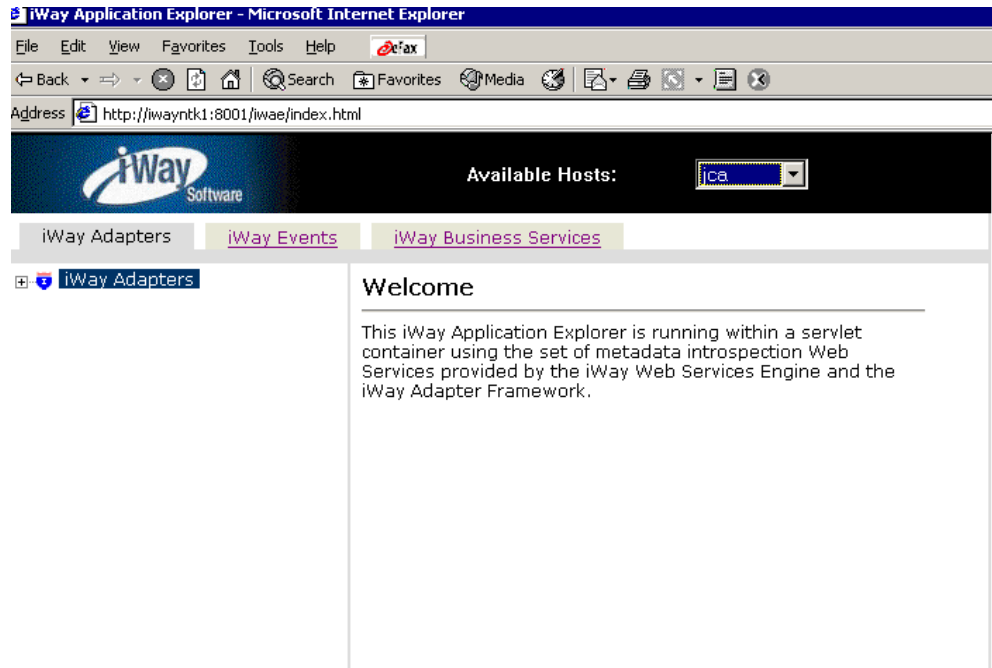 iWay Application Explorer - Microsoft Internet Explorer
File Edit View Favorites Tools Help eFax
Back Search Favorites Media
Address http://iwayntk1:8001/iwae/index.html
iWay Software Available Hosts: jca
iWay Adapters iWay Events iWay Business Services
iWay Adapters
Welcome
This iWay Application Explorer is running within a servlet
container using the set of metadata introspection Web
Services provided by the iWay Web Services Engine and the
iWay Adapter Framework.